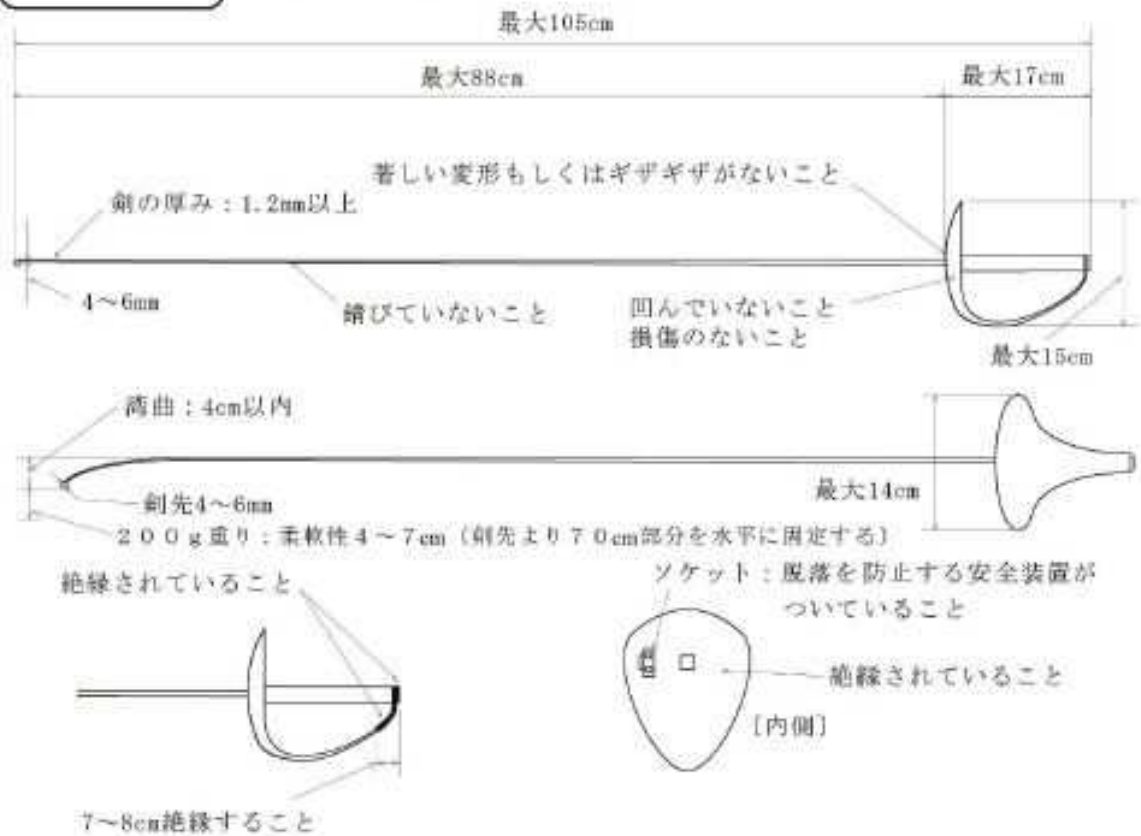 最大105cm
最大88cm
最大17cm
著しい変形もしくはギザギザがないこと
剣の厚み：1.2mm以上
4～6mm
錆びていないこと
凹んでいないこと
損傷のないこと
最大15cm
湾曲：4cm以内
剣先4～6mm
最大14cm
２００ｇ重り：柔軟性４～７cm（剣先より７０cm部分を水平に固定する）
絶縁されていること
ソケット：脱落を防止する安全装置が
ついていること
絶縁されていること
［内側］
7～8cm絶縁すること